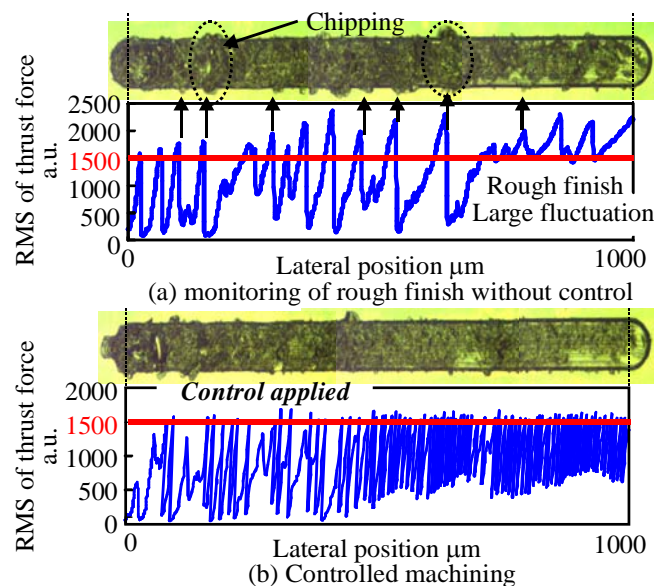 Chipping
2500
2000
1500
1000
500
0
RMS of thrust force
a.u.
Rough finish
Large fluctuation
0
Lateral position μm
1000
(a) monitoring of rough finish without control
2000
1500
1000
500
0
RMS of thrust force
a.u.
Control applied
0
Lateral position μm
1000
(b) Controlled machining